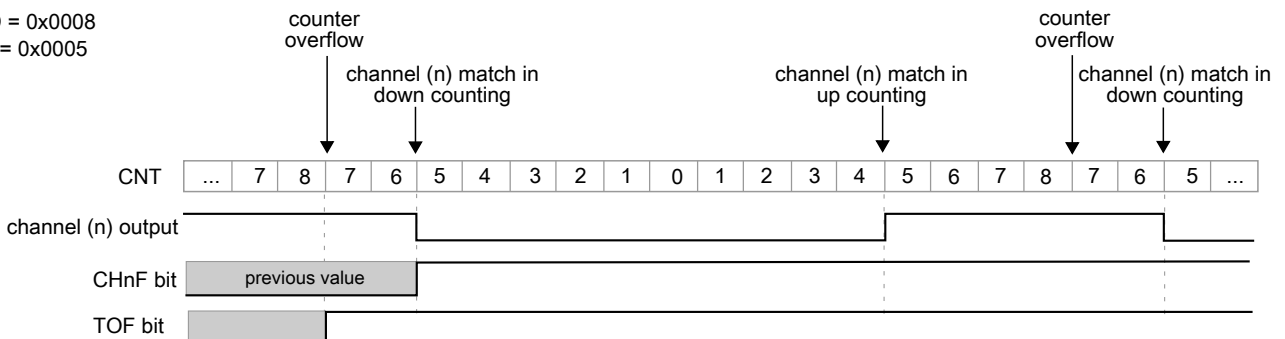 = 0x0008
= 0x0005
counter
overflow
counter
overflow
channel (n) match in
down counting
channel (n) match in
up counting
channel (n) match in
down counting
CNT ... 7 8 7 6 5 4 3 2 1 0 1 2 3 4 5 6 7 8 7 6 5 ...
channel (n) output
CHnF bit previous value
TOF bit